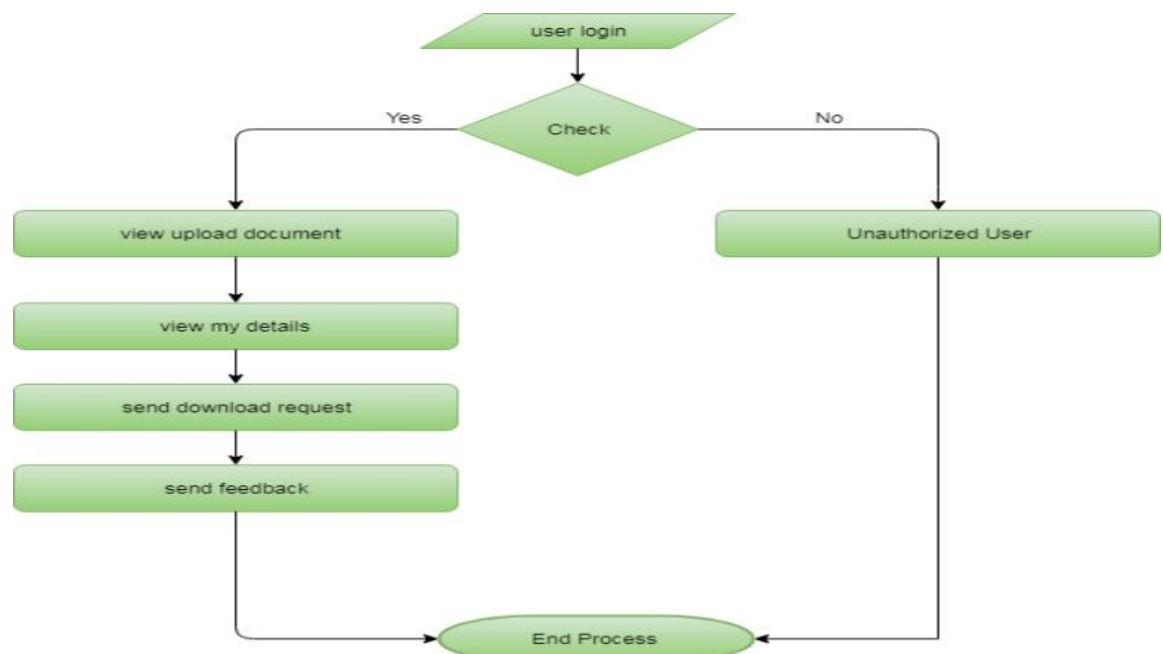 user login
Check
Yes
No
view upload document
Unauthorized User
view my details
send download request
send feedback
End Process